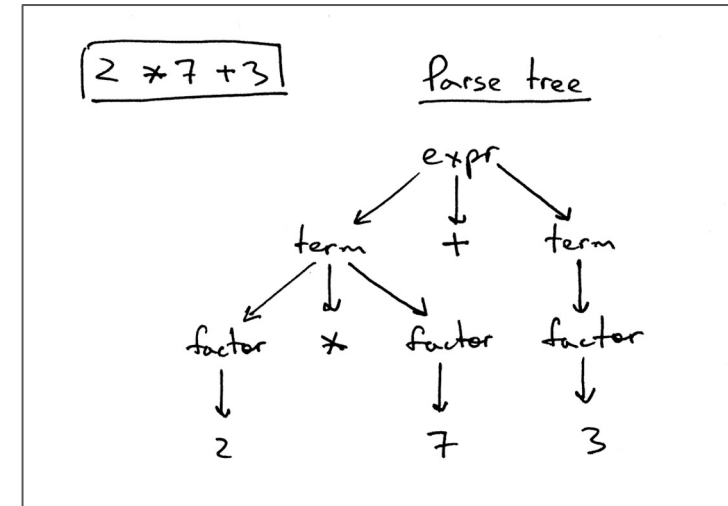 2 * 7 + 3
Parse tree
expr
term + term
factor * factor factor
2 7 3